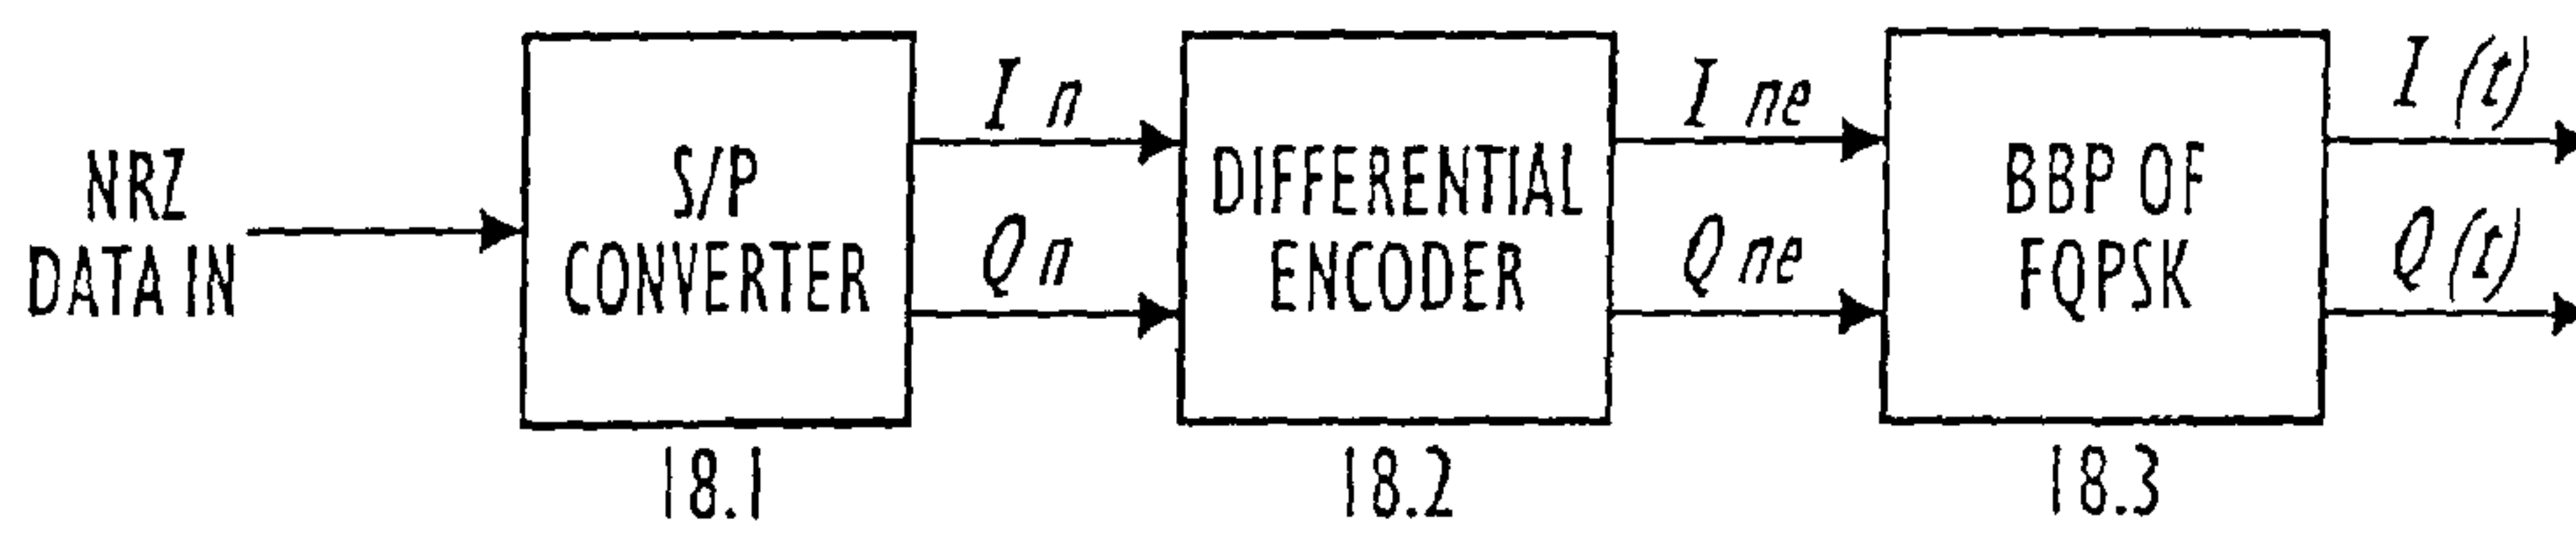 NRZ
DATA IN
S/P
CONVERTER
18.1
I n
Q n
DIFFERENTIAL
ENCODER
18.2
I ne
Q ne
BBP OF
FQPSK
18.3
I (t)
Q (t)